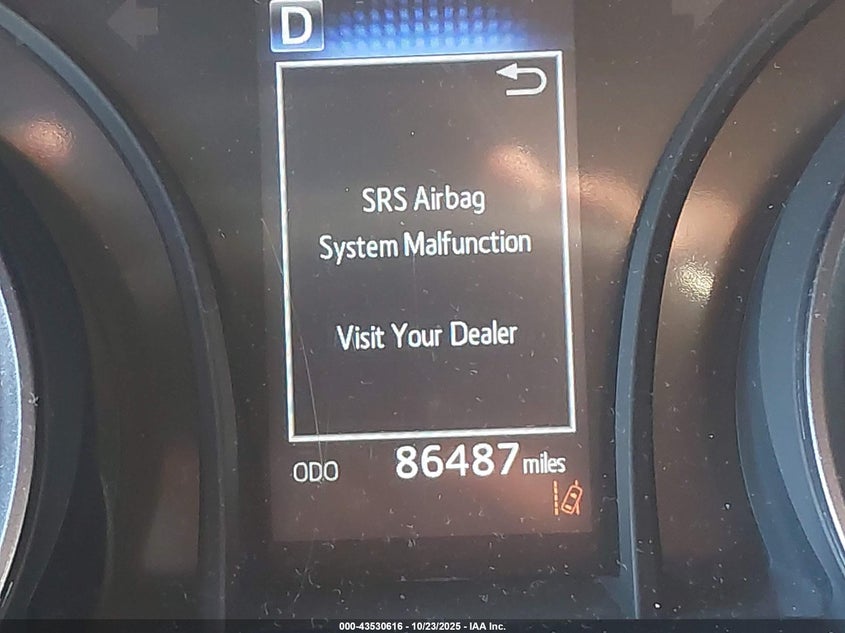 D
SRS Airbag
System Malfunction
Visit Your Dealer
ODO 86487 miles
000-43530616 - 10/23/2025 - IAA Inc.